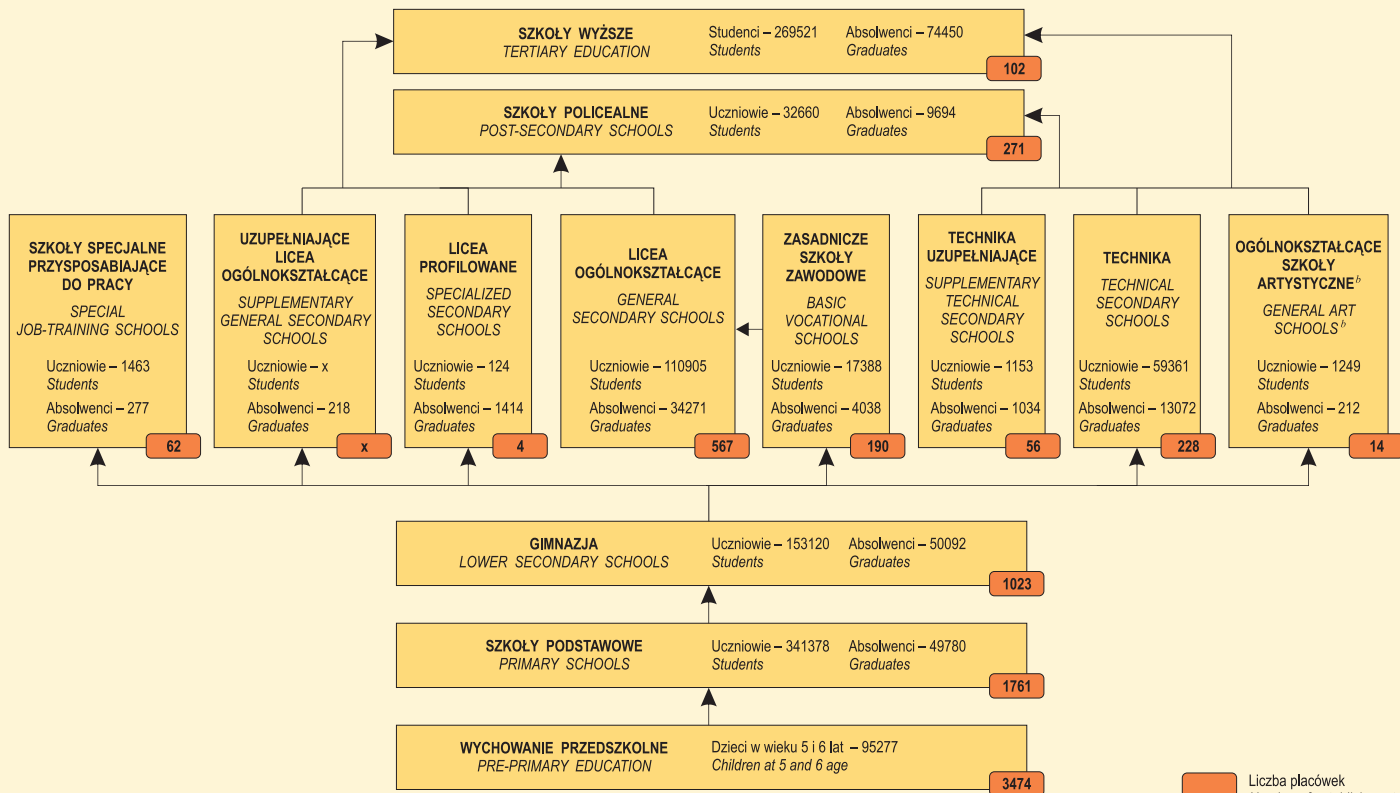 SZKOŁY WYŻSZE
TERTIARY EDUCATION
Studenci – 269521
Students
Absolwenci – 74450
Graduates
102
SZKOŁY POLICEALNE
POST-SECONDARY SCHOOLS
Uczniowie – 32660
Students
Absolwenci – 9694
Graduates
271
SZKOŁY SPECJALNE
PRZYSPOSABIAJĄCE
DO PRACY
SPECIAL
JOB-TRAINING SCHOOLS
Uczniowie – 1463
Students
Absolwenci – 277
Graduates
62
UZUPEŁNIAJĄCE
LICEA
OGÓLNOKSZTAŁCĄCE
SUPPLEMENTARY
GENERAL SECONDARY
SCHOOLS
Uczniowie – x
Students
Absolwenci – 218
Graduates
x
LICEA
PROFILOWANE
SPECIALIZED
SECONDARY
SCHOOLS
Uczniowie – 124
Students
Absolwenci – 1414
Graduates
4
LICEA
OGÓLNOKSZTAŁCĄCE
GENERAL
SECONDARY SCHOOLS
Uczniowie – 110905
Students
Absolwenci – 34271
Graduates
567
ZASADNICZE
SZKOŁY
ZAWODOWE
BASIC
VOCATIONAL
SCHOOLS
Uczniowie – 17388
Students
Absolwenci – 4038
Graduates
190
TECHNIKA
UZUPEŁNIAJĄCE
SUPPLEMENTARY
TECHNICAL
SECONDARY
SCHOOLS
Uczniowie – 1153
Students
Absolwenci – 1034
Graduates
56
TECHNIKA
TECHNICAL
SECONDARY
SCHOOLS
Uczniowie – 59361
Students
Absolwenci – 13072
Graduates
228
OGÓLNOKSZTAŁCĄCE
SZKOŁY
ARTYSTYCZNE b
GENERAL ART
SCHOOLS b
Uczniowie – 1249
Students
Absolwenci – 212
Graduates
14
GIMNAZJA
LOWER SECONDARY SCHOOLS
Uczniowie – 153120
Students
Absolwenci – 50092
Graduates
1023
SZKOŁY PODSTAWOWE
PRIMARY SCHOOLS
Uczniowie – 341378
Students
Absolwenci – 49780
Graduates
1761
WYCHOWANIE PRZEDSZKOLNE
PRE-PRIMARY EDUCATION
Dzieci w wieku 5 i 6 lat – 95277
Children at 5 and 6 age
3474
Liczba placówek